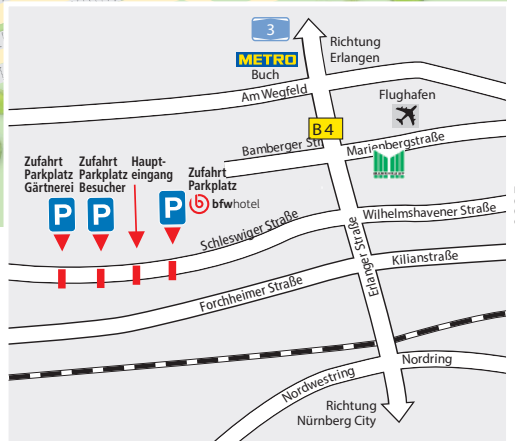 3
Richtung
Erlangen
METRO
Buch
Am Wegfeld
Flughafen
B 4
Bamberger Str
Marienbergstraße
Zufahrt
Parkplatz
Gärtnerei
Zufahrt
Parkplatz
Besucher
Haupt-
eingang
Zufahrt
Parkplatz
bfwhotel
P
P
P
Schleswiger Straße
Wilhelmshavener Straße
Erlanger Straße
Kilianstraße
Forchheimer Straße
Nordring
Nordwestring
Richtung
Nürnberg City